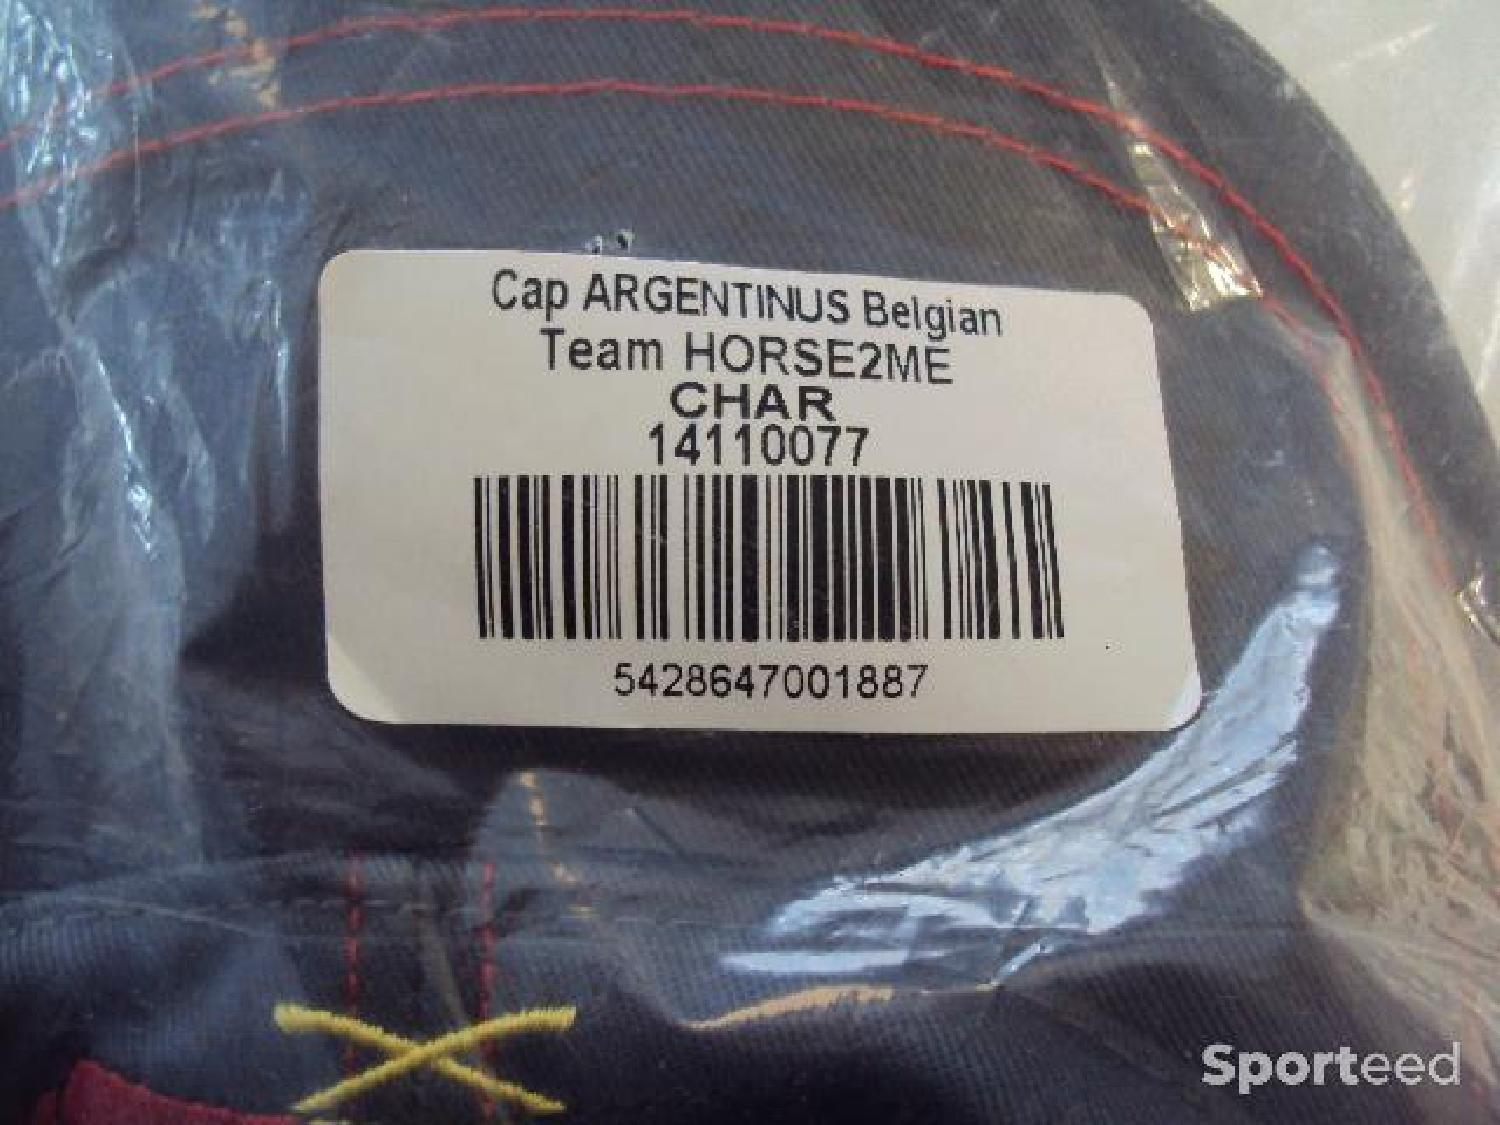 Cap ARGENTINUS Belgian
Team HORSE2ME
CHAR
14110077
5428647001887
Sporteed